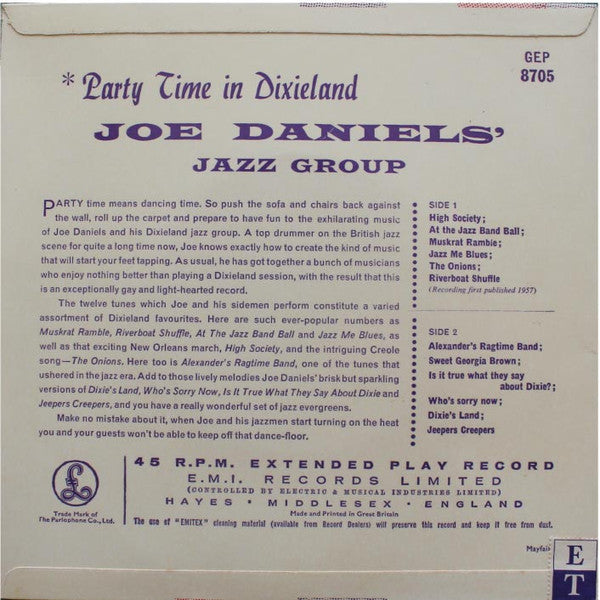 GEP
8705
* Party Time in Dixieland
JOE DANIELS'
JAZZ GROUP
PARTY time means dancing time. So push the sofa and chairs back against
the wall, roll up the carpet and prepare to have fun to the exhilarating music
of Joe Daniels and his Dixieland jazz group. A top drummer on the British jazz
scene for quite a long time now, Joe knows exactly how to create the kind of music
that will start your feet tapping. As usual, he has got together a bunch of musicians
who enjoy nothing better than playing a Dixieland session, with the result that this
is an exceptionally gay and light-hearted record.
The twelve tunes which Joe and his sidemen perform constitute a varied
assortment of Dixieland favourites. Here are such ever-popular numbers as
Muskrat Ramble, Riverboat Shuffle, At The Jazz Band Ball and Jazz Me Blues, as
well as that exciting New Orleans march, High Society, and the intriguing Creole
song—The Onions. Here too is Alexander's Ragtime Band, one of the tunes that
ushered in the jazz era. Add to those lively melodies Joe Daniels' brisk but sparkling
versions of Dixie's Land, Who's Sorry Now, Is It True What They Say About Dixie and
Jeepers Creepers, and you have a really wonderful set of jazz evergreens.
Make no mistake about it, when Joe and his jazzmen start turning on the heat
you and your guests won't be able to keep off that dance-floor.
SIDE 1
High Society;
At the Jazz Band Ball;
Muskrat Ramble;
Jazz Me Blues;
The Onions;
Riverboat Shuffle
(Recording first published 1957)
SIDE 2
Alexander's Ragtime Band;
Sweet Georgia Brown;
Is it true what they say
about Dixie?;
Who's sorry now;
Dixie's Land;
Jeepers Creepers
£
Trade Mark of
The Parlophone Co., Ltd.
45 R.P.M. EXTENDED PLAY RECORD
E.M.I. RECORDS LIMITED
(CONTROLLED BY ELECTRIC & MUSICAL INDUSTRIES LIMITED)
HAYES • MIDDLESEX • ENGLAND
Made and Printed in Great Britain
The use of "EMITEX" cleaning material (available from Record Dealers) will preserve this record and keep it free from dust.
Mayfair
E
T